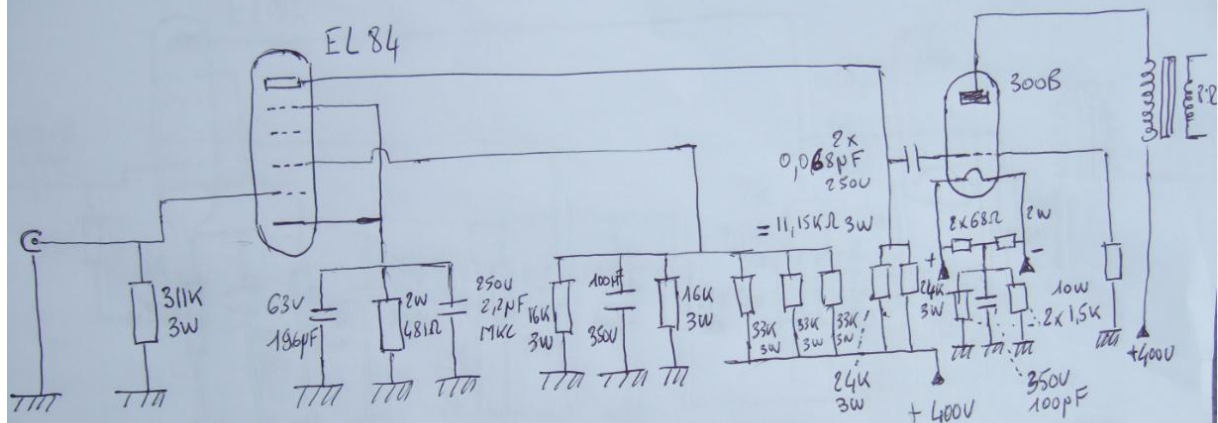 EL84
300B
8Ω
2x
0,068µF
250V
= 11,15KΩ 3W
2x68Ω
2W
+
-
311K
3W
63V
196µF
2W
481Ω
250V
2,2µF
MKC
16K
3W
100µF
350V
16K
3W
33K
3W
33K
3W
33K
3W
24K
3W
24K
3W
10W
2x1,5K
350V
100µF
+400V
+400V